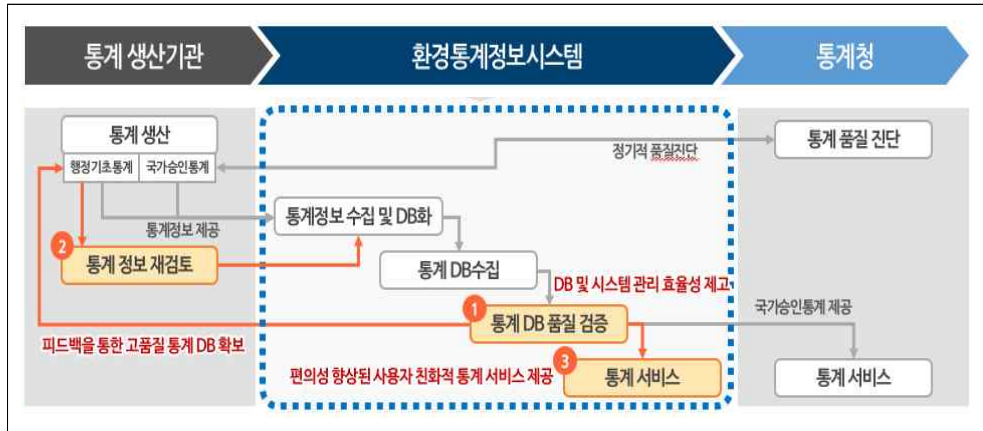 통계 생산기관
환경통계정보시스템
통계청
통계 생산
행정기초통계
국가승인통계
정기적 품질진단
통계 품질 진단
통계정보 제공
통계정보 수집 및 DB화
2
통계 정보 재검토
통계 DB수집
DB 및 시스템 관리 효율성 제고
1
통계 DB 품질 검증
국가승인통계 제공
피드백을 통한 고품질 통계 DB 확보
3
편의성 향상된 사용자 친화적 통계 서비스 제공
통계 서비스
통계 서비스